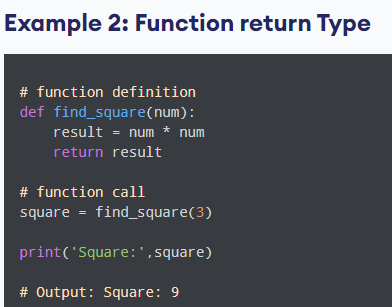 Example 2: Function return Type
# function definition
def find_square(num):
    result = num * num
    return result
# function call
square = find_square(3)
print('Square:',square)
# Output: Square: 9